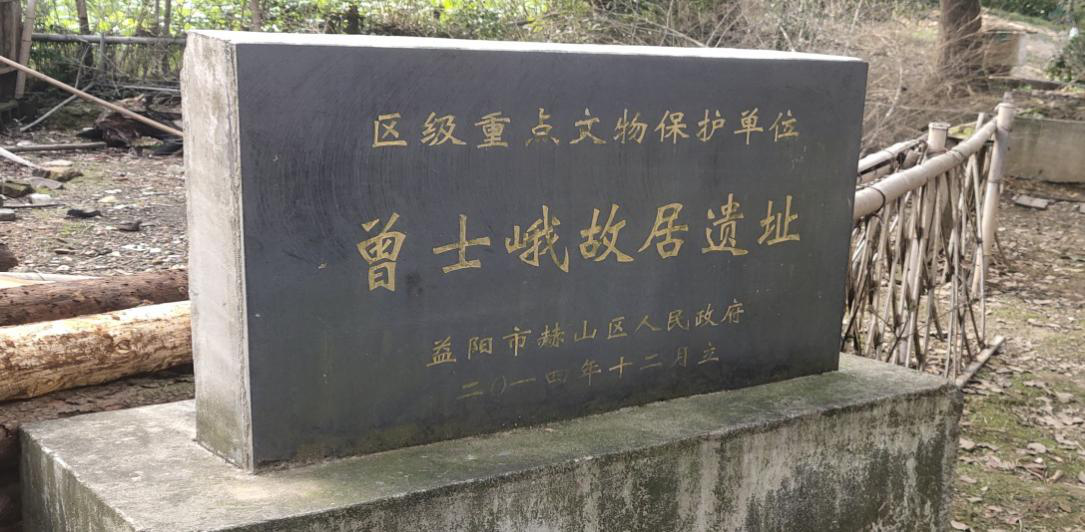 区级重点文物保护单位
曾士峨故居遗址
益阳市赫山区人民政府
二〇一四年十二月立